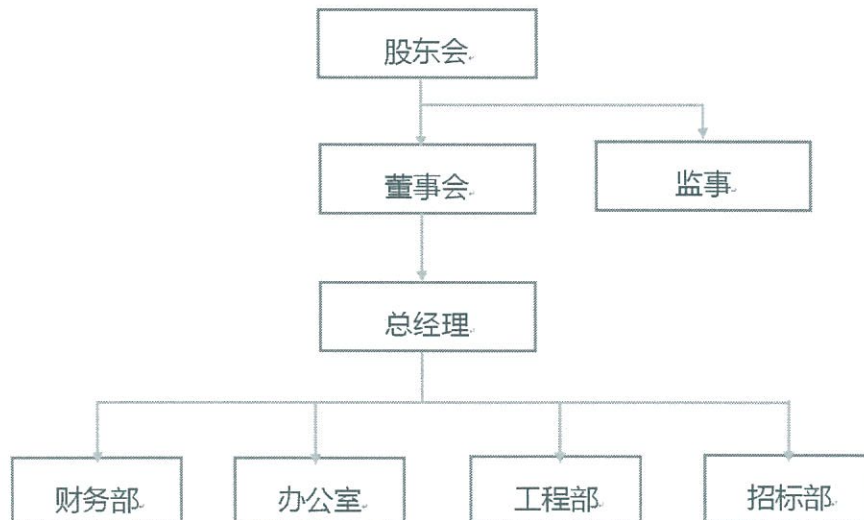 股东会
董事会
监事
总经理
财务部
办公室
工程部
招标部